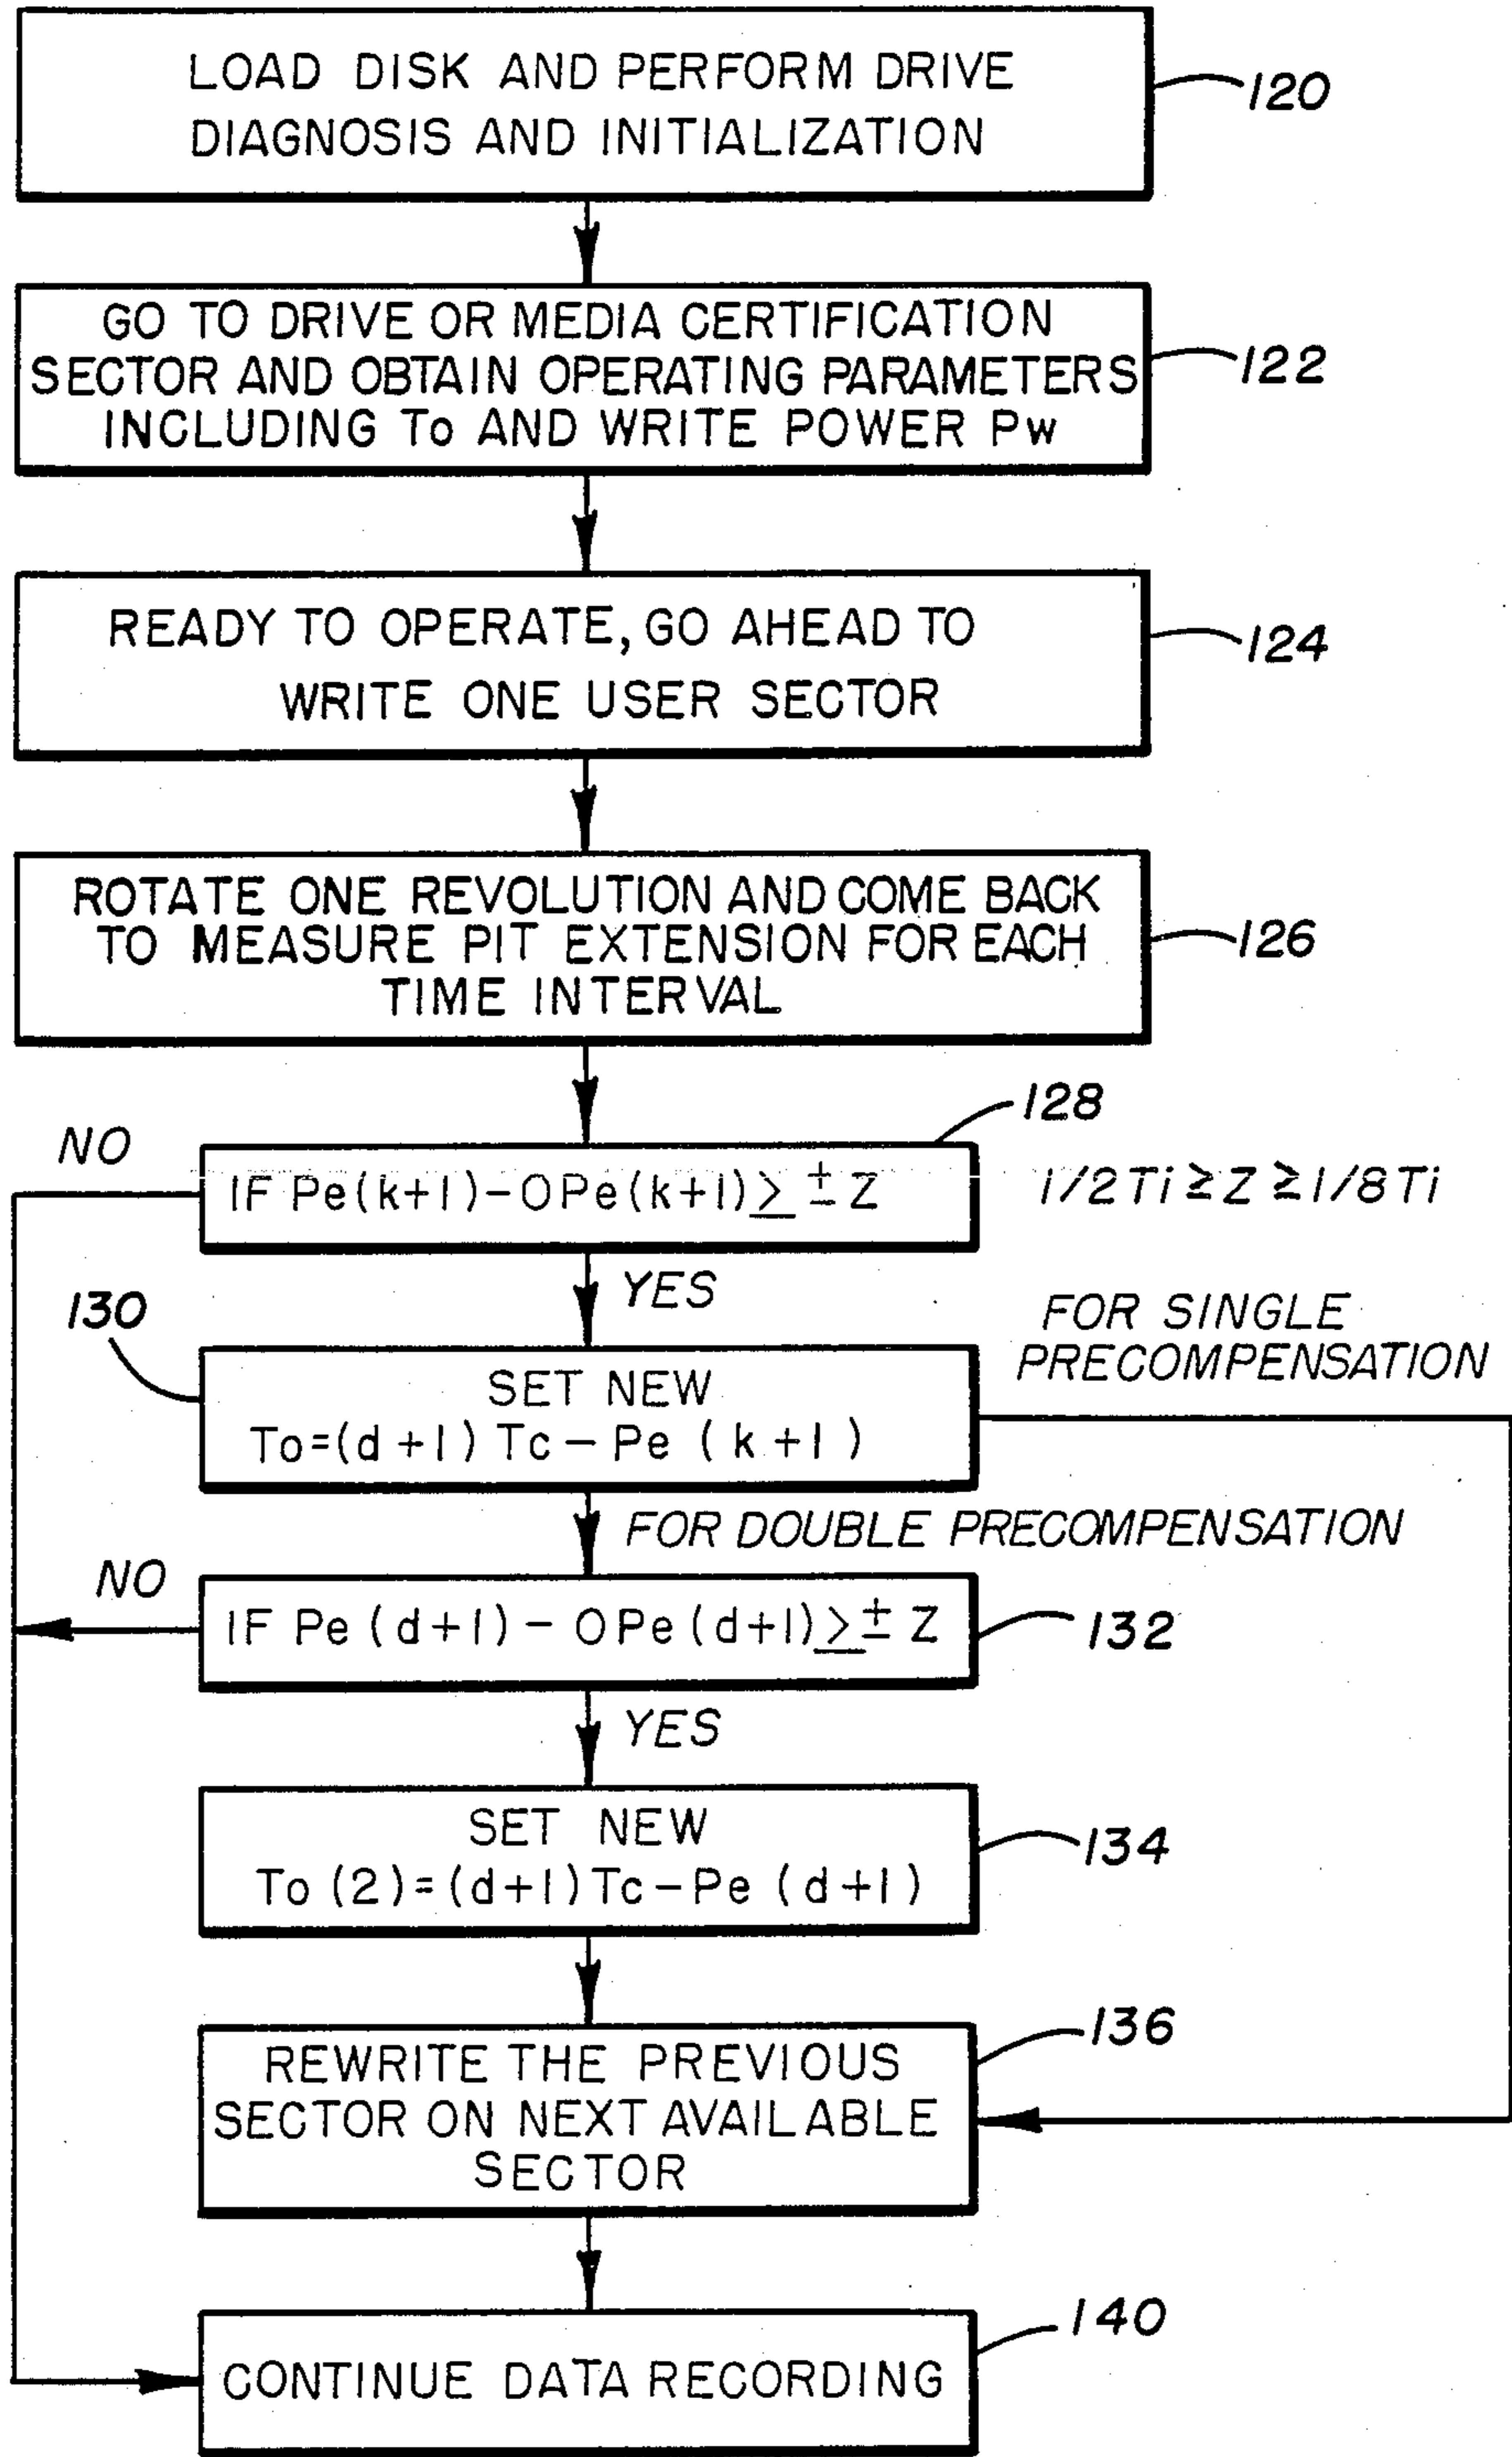 LOAD DISK AND PERFORM DRIVE
DIAGNOSIS AND INITIALIZATION
120
GO TO DRIVE OR MEDIA CERTIFICATION
SECTOR AND OBTAIN OPERATING PARAMETERS
INCLUDING To AND WRITE POWER Pw
122
READY TO OPERATE, GO AHEAD TO
WRITE ONE USER SECTOR
124
ROTATE ONE REVOLUTION AND COME BACK
TO MEASURE PIT EXTENSION FOR EACH
TIME INTERVAL
126
128
NO
IF Pe(k+1)-OPe(k+1)≥ ±Z
1/2Ti ≥ Z ≥ 1/8Ti
YES
130
FOR SINGLE
PRECOMPENSATION
SET NEW
To=(d+1) Tc-Pe (k+1)
FOR DOUBLE PRECOMPENSATION
NO
IF Pe (d+1)- OPe(d+1)≥± Z
132
YES
SET NEW
To (2)=(d+1)Tc-Pe (d+1)
134
136
REWRITE THE PREVIOUS
SECTOR ON NEXT AVAILABLE
SECTOR
140
CONTINUE DATA RECORDING